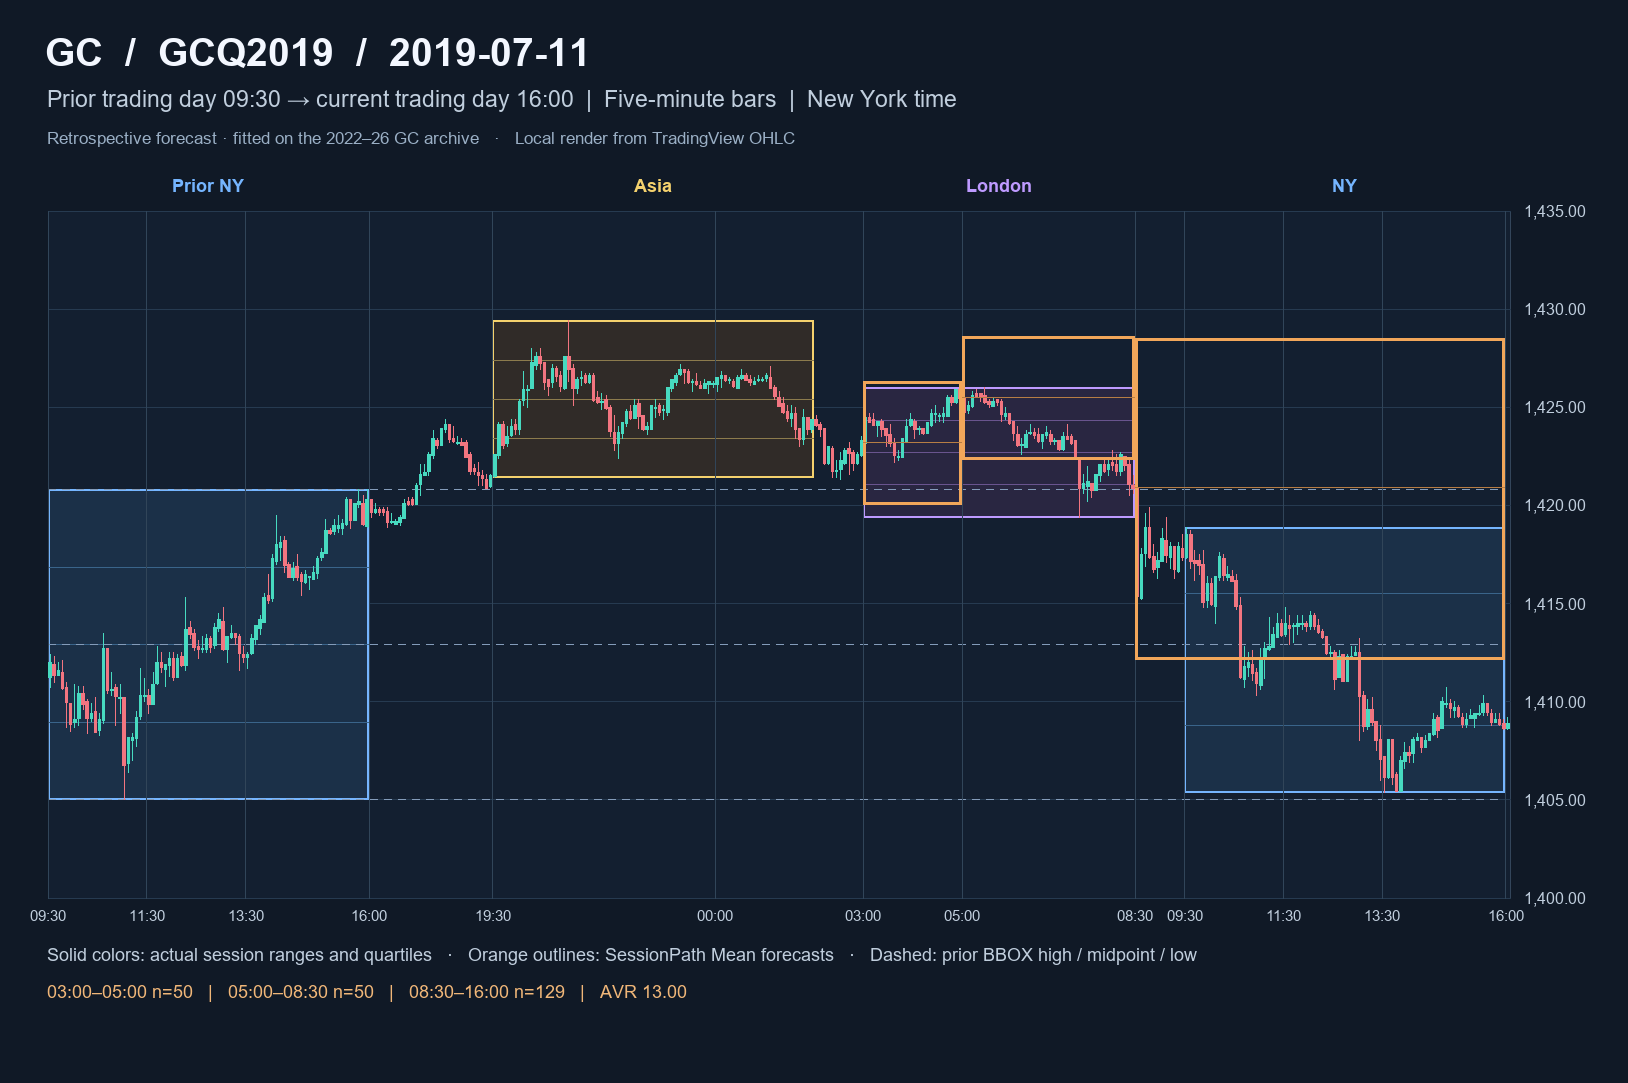 GC / GCQ2019 / 2019-07-11
Prior trading day 09:30 → current trading day 16:00 | Five-minute bars | New York time
Retrospective forecast · fitted on the 2022–26 GC archive · Local render from TradingView OHLC
Prior NY Asia London NY
1,435.00
1,430.00
1,425.00
1,420.00
1,415.00
1,410.00
1,405.00
1,400.00
09:30 11:30 13:30 16:00 19:30 00:00 03:00 05:00 08:30 09:30 11:30 13:30 16:00
Solid colors: actual session ranges and quartiles · Orange outlines: SessionPath Mean forecasts · Dashed: prior BBOX high / midpoint / low
03:00–05:00 n=50 | 05:00–08:30 n=50 | 08:30–16:00 n=129 | AVR 13.00